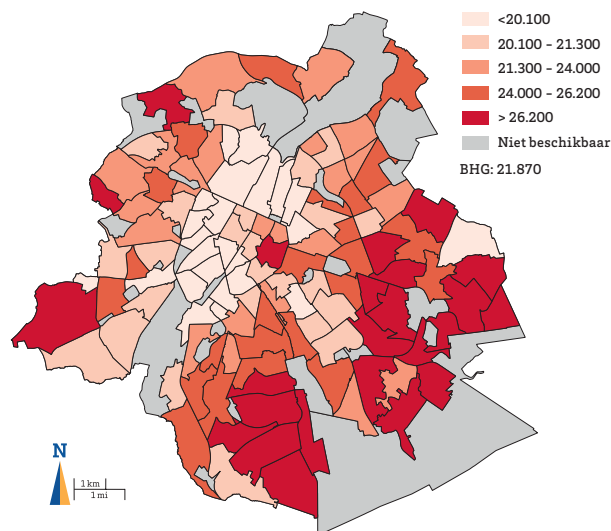 <20.100
20.100 – 21.300
21.300 – 24.000
24.000 – 26.200
> 26.200
Niet beschikbaar
BHG: 21.870
N
1 km
1 mi